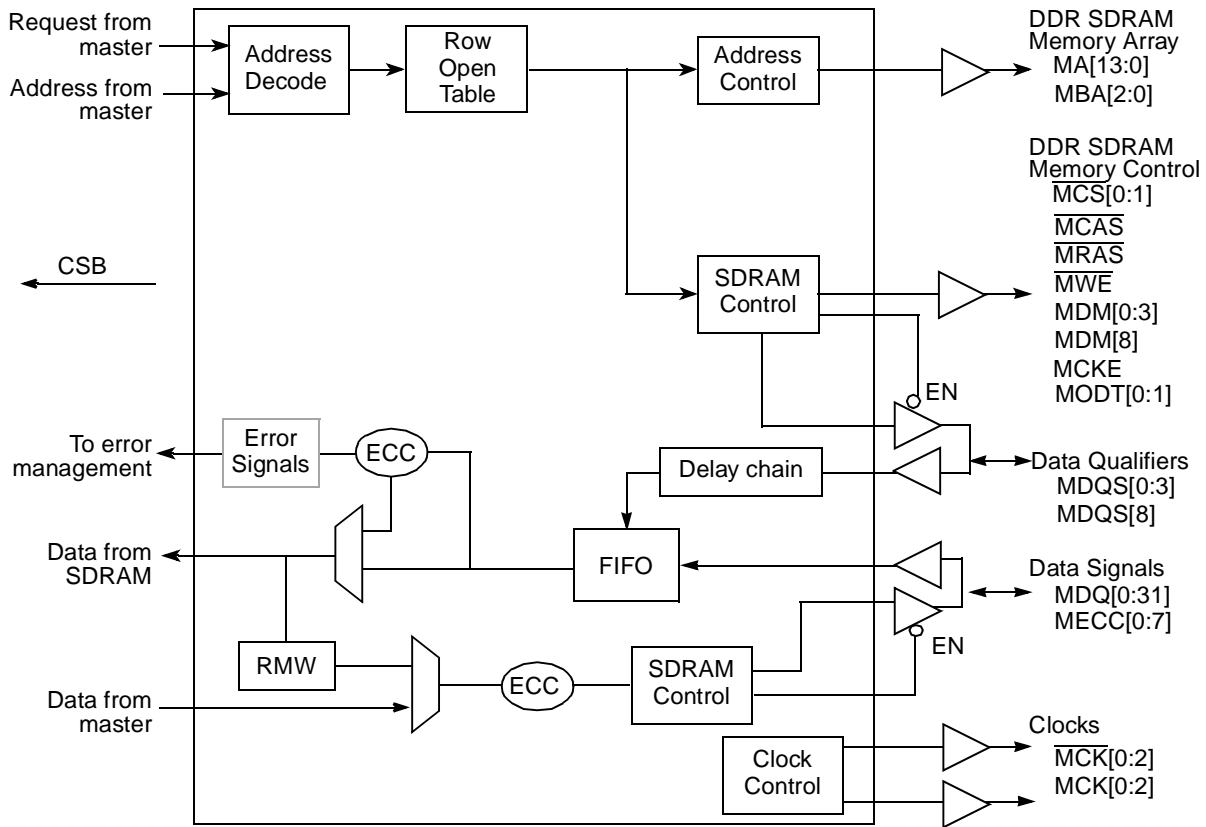 Request from
master
Address from
master
Address
Decode
Row
Open
Table
Address
Control
DDR SDRAM
Memory Array
MA[13:0]
MBA[2:0]
DDR SDRAM
Memory Control
MCS[0:1]
MCAS
MRAS
MWE
MDM[0:3]
MDM[8]
MCKE
MODT[0:1]
CSB
SDRAM
Control
EN
To error
management
Error
Signals
ECC
Delay chain
Data Qualifiers
MDQS[0:3]
MDQS[8]
Data from
SDRAM
FIFO
Data Signals
MDQ[0:31]
MECC[0:7]
EN
RMW
ECC
SDRAM
Control
Data from
master
Clock
Control
Clocks
MCK[0:2]
MCK[0:2]